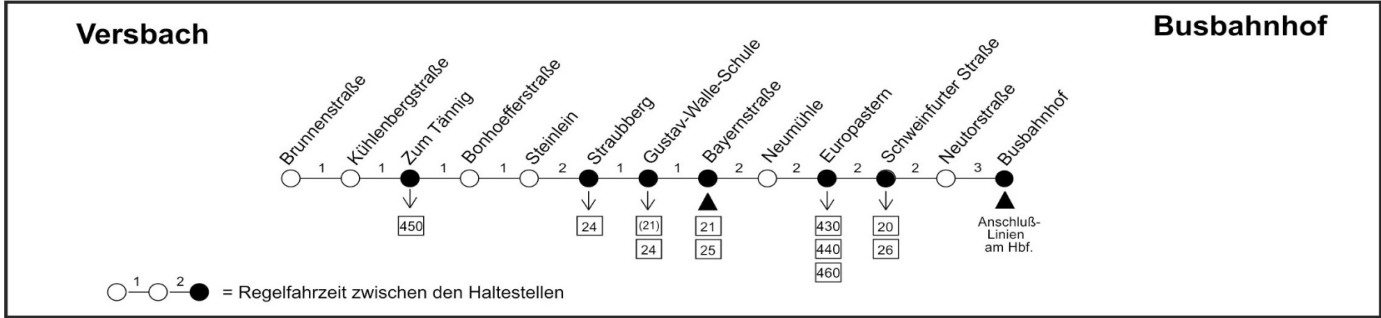 Versbach
Busbahnhof
Brunnenstraße
Kühlenbergstraße
Zum Tännig
Bonhoefferstraße
Steinlein
Straubberg
Gustav-Walle-Schule
Bayernstraße
Neumühle
Europastern
Schweinfurter Straße
Neutorstraße
Busbahnhof
1 1 1 1 2 1 1 2 2 2 2 3
450
24
(21)
24
21
25
430
440
460
20
26
Anschluß-
Linien
am Hbf.
1 2
= Regelfahrzeit zwischen den Haltestellen